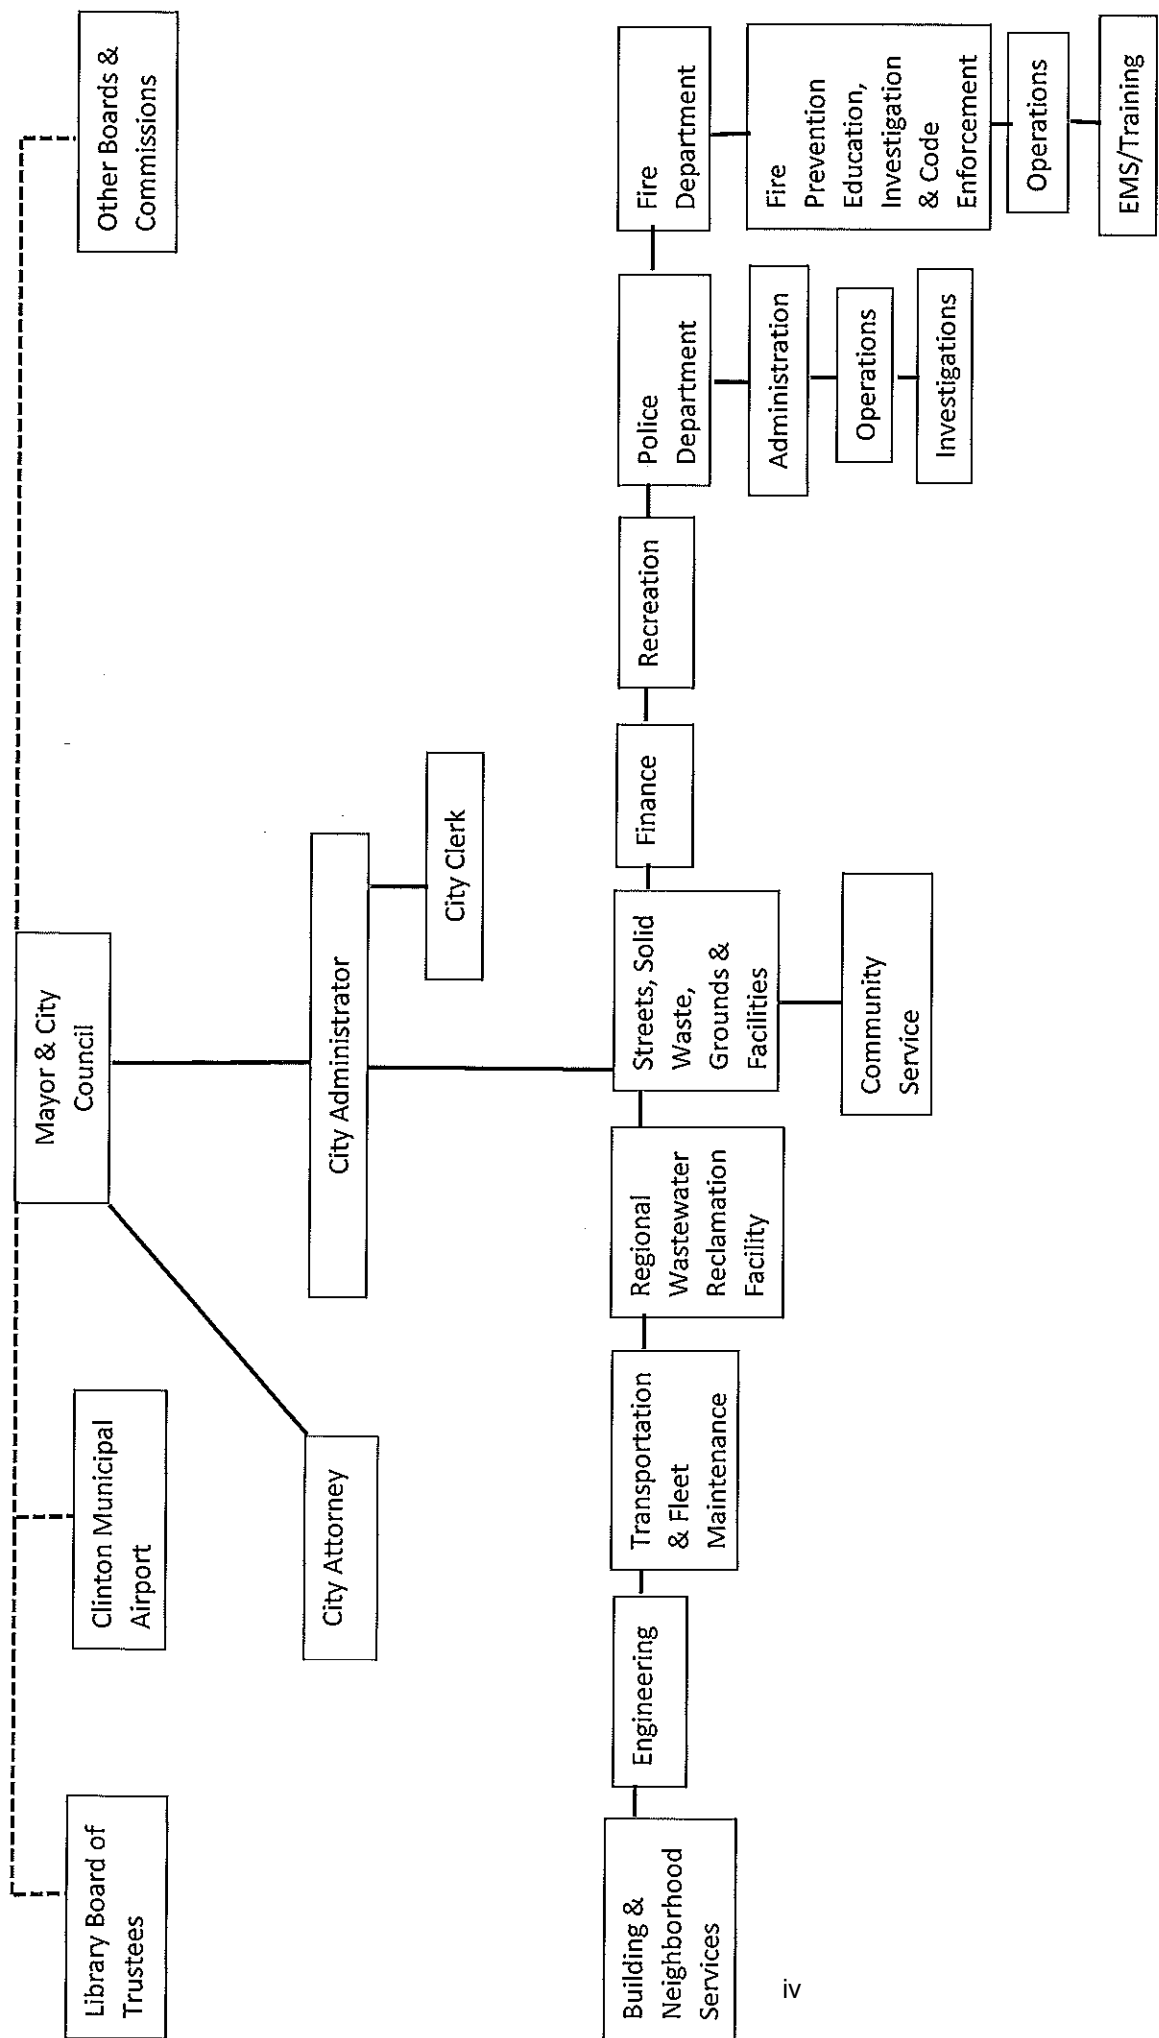 Mayor & City
Council
Library Board of
Trustees
Clinton Municipal
Airport
Other Boards &
Commissions
City Attorney
City Administrator
City Clerk
Building &
Neighborhood
Services
Engineering
Transportation
& Fleet
Maintenance
Regional
Wastewater
Reclamation
Facility
Streets, Solid
Waste,
Grounds &
Facilities
Finance
Recreation
Police
Department
Fire
Department
Community
Service
Administration
Operations
Investigations
Fire
Prevention
Education,
Investigation
& Code
Enforcement
Operations
EMS/Training
iv